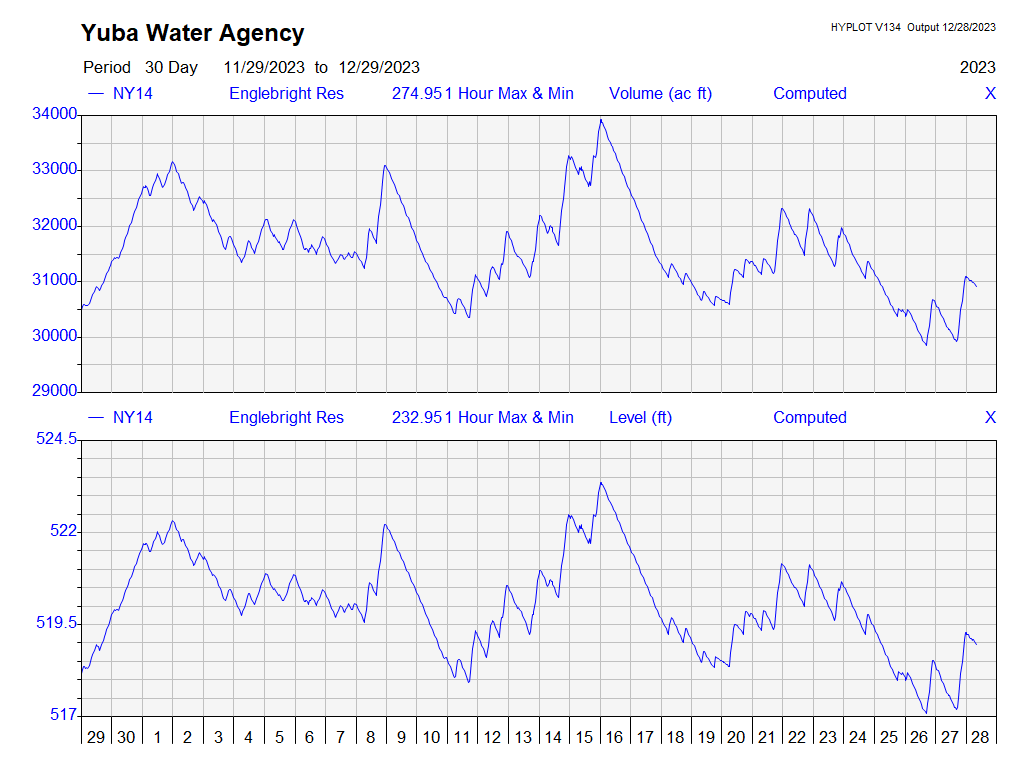 Yuba Water Agency
HYPLOT V134 Output 12/28/2023
Period 30 Day 11/29/2023 to 12/29/2023 2023
NY14 Englebright Res 274.951 Hour Max & Min Volume (ac ft) Computed X
34000
33000
32000
31000
30000
29000
NY14 Englebright Res 232.951 Hour Max & Min Level (ft) Computed X
524.5
522
519.5
517
29 30 1 2 3 4 5 6 7 8 9 10 11 12 13 14 15 16 17 18 19 20 21 22 23 24 25 26 27 28